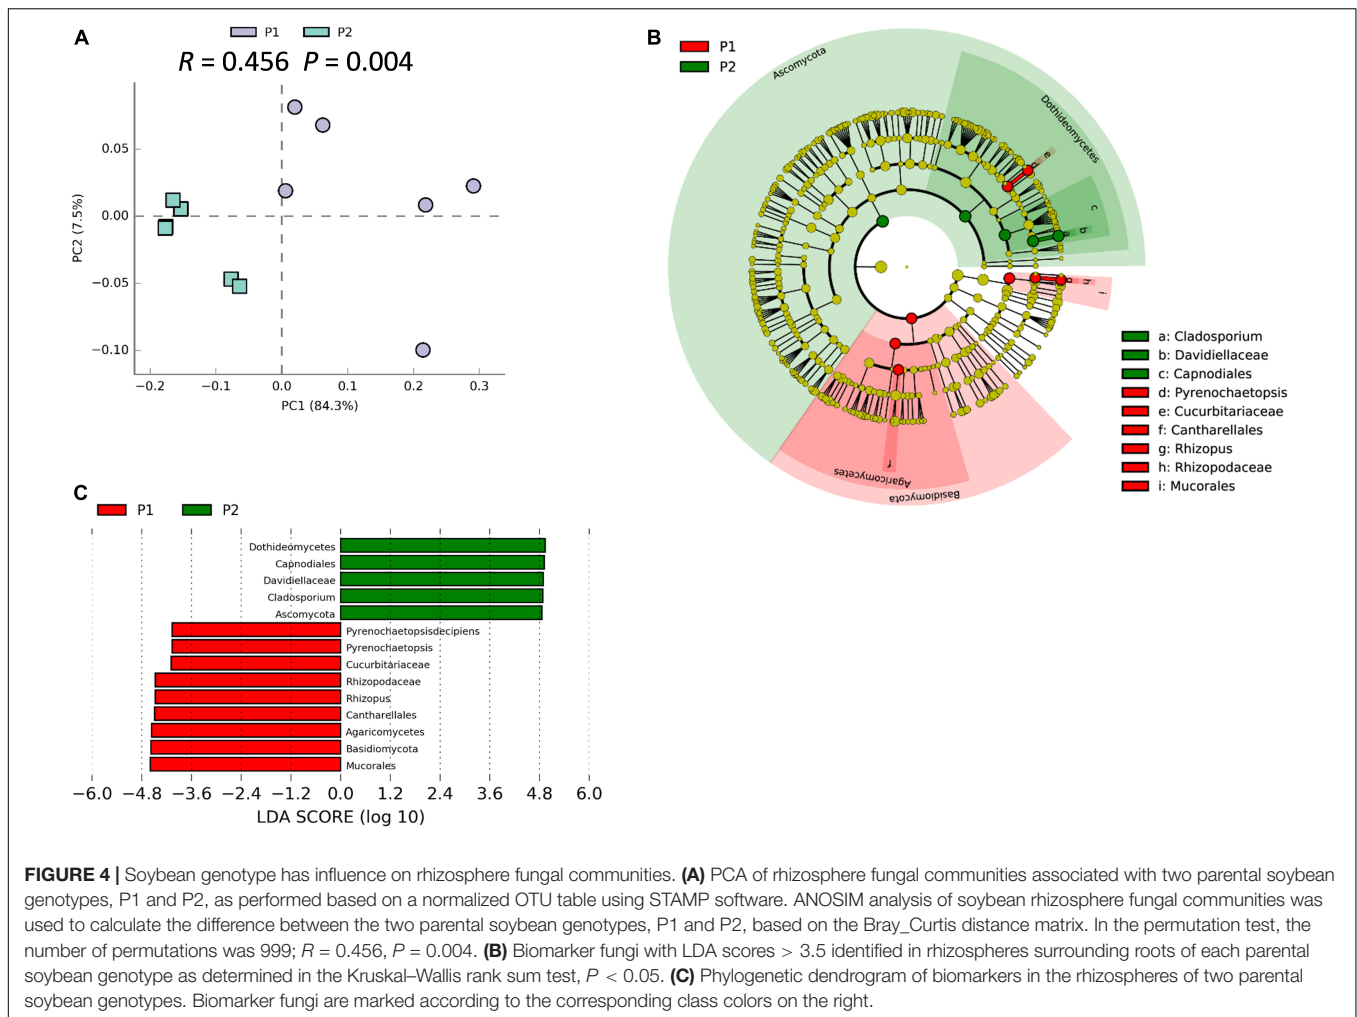 A
P1
P2
R = 0.456 P = 0.004
0.05
0.00
−0.05
−0.10
PC2 (7.5%)
−0.2
−0.1
0.0
0.1
0.2
0.3
PC1 (84.3%)
B
P1
P2
Ascomycota
Dothideomycetes
e
c
b
a
g
h
i
f
Agaricomycetes
Basidiomycota
a: Cladosporium
b: Davidiellaceae
c: Capnodiales
d: Pyrenochaetopsis
e: Cucurbitariaceae
f: Cantharellales
g: Rhizopus
h: Rhizopodaceae
i: Mucorales
C
P1
P2
Dothideomycetes
Capnodiales
Davidiellaceae
Cladosporium
Ascomycota
Pyrenochaetopsisdecipiens
Pyrenochaetopsis
Cucurbitariaceae
Rhizopodaceae
Rhizopus
Cantharellales
Agaricomycetes
Basidiomycota
Mucorales
−6.0 −4.8 −3.6 −2.4 −1.2 0.0 1.2 2.4 3.6 4.8 6.0
LDA SCORE (log 10)
FIGURE 4 | Soybean genotype has influence on rhizosphere fungal communities. (A) PCA of rhizosphere fungal communities associated with two parental soybean
genotypes, P1 and P2, as performed based on a normalized OTU table using STAMP software. ANOSIM analysis of soybean rhizosphere fungal communities was
used to calculate the difference between the two parental soybean genotypes, P1 and P2, based on the Bray_Curtis distance matrix. In the permutation test, the
number of permutations was 999; R = 0.456, P = 0.004. (B) Biomarker fungi with LDA scores > 3.5 identified in rhizospheres surrounding roots of each parental
soybean genotype as determined in the Kruskal–Wallis rank sum test, P < 0.05. (C) Phylogenetic dendrogram of biomarkers in the rhizospheres of two parental
soybean genotypes. Biomarker fungi are marked according to the corresponding class colors on the right.